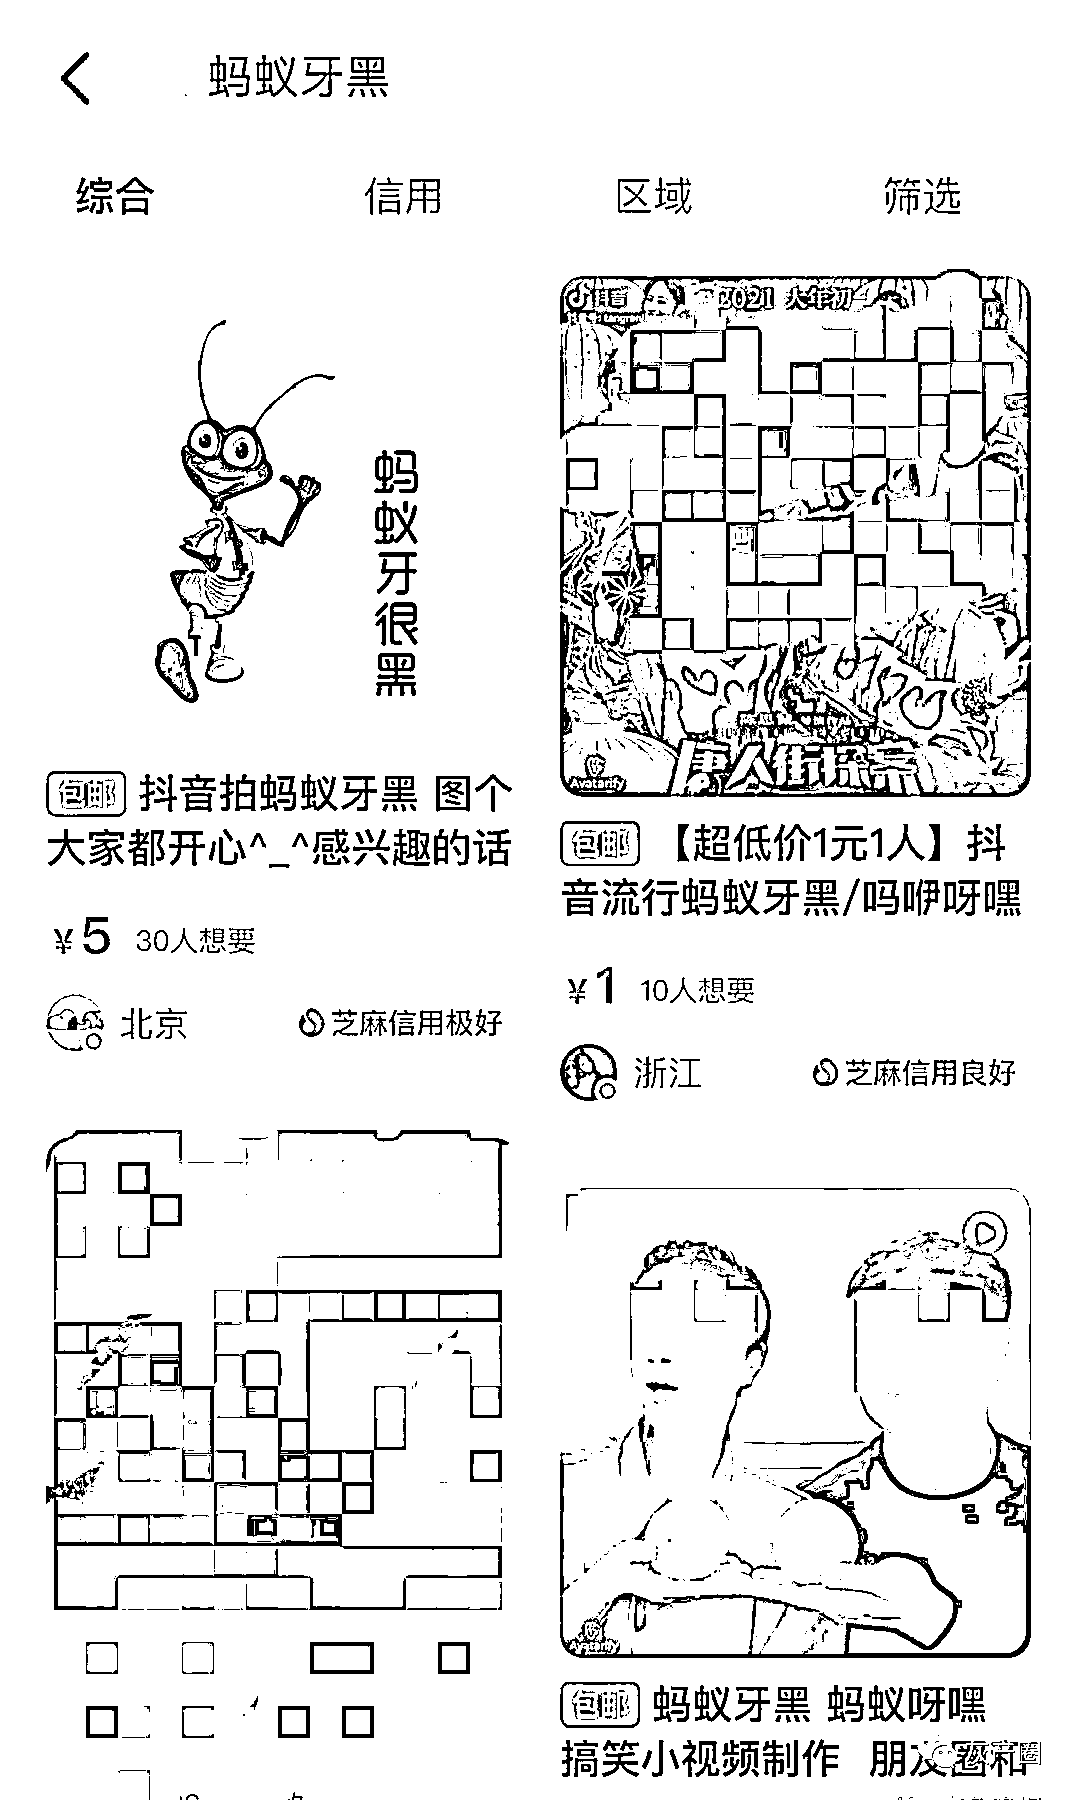 蚂蚁牙黑
综合 信用 区域 筛选
蚂蚁牙很黑
包邮 抖音拍蚂蚁牙黑 图个
大家都开心^_^感兴趣的话
¥5 30人想要
北京 芝麻信用极好
抖音 2021 大年初一
唐人街探案
Avatarify
包邮 【超低价1元1人】抖
音流行蚂蚁牙黑/吗咿呀嘿
¥1 10人想要
浙江 芝麻信用良好
Avatarify
包邮 蚂蚁牙黑 蚂蚁呀嘿
搞笑小视频制作 朋友圈和